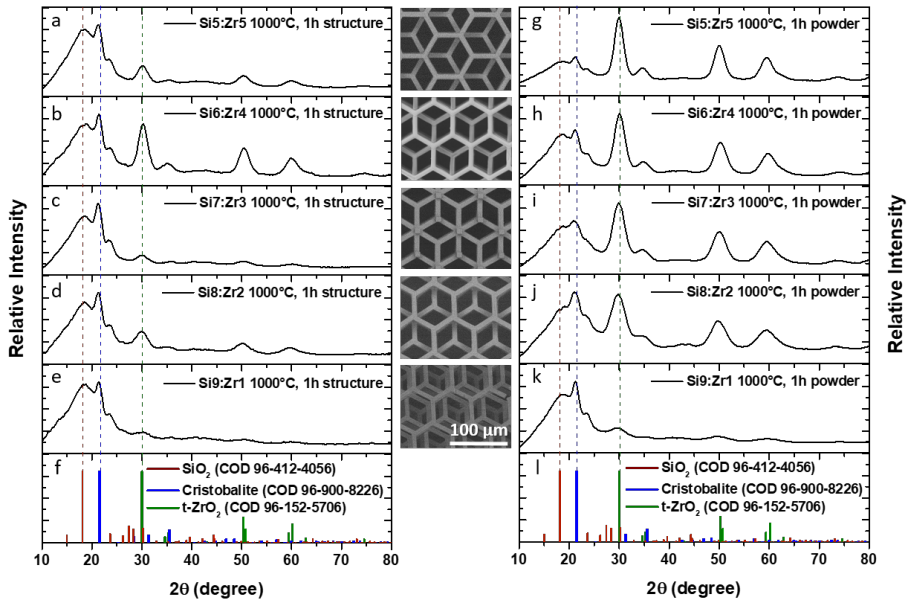 Relative Intensity
a
Si5:Zr5 1000°C, 1h structure
b
Si6:Zr4 1000°C, 1h structure
c
Si7:Zr3 1000°C, 1h structure
d
Si8:Zr2 1000°C, 1h structure
e
Si9:Zr1 1000°C, 1h structure
f
SiO2 (COD 96-412-4056)
Cristobalite (COD 96-900-8226)
t-ZrO2 (COD 96-152-5706)
10 20 30 40 50 60 70 80
2θ (degree)
100 µm
g
Si5:Zr5 1000°C, 1h powder
h
Si6:Zr4 1000°C, 1h powder
i
Si7:Zr3 1000°C, 1h powder
j
Si8:Zr2 1000°C, 1h powder
k
Si9:Zr1 1000°C, 1h powder
l
SiO2 (COD 96-412-4056)
Cristobalite (COD 96-900-8226)
t-ZrO2 (COD 96-152-5706)
10 20 30 40 50 60 70 80
2θ (degree)
Relative Intensity